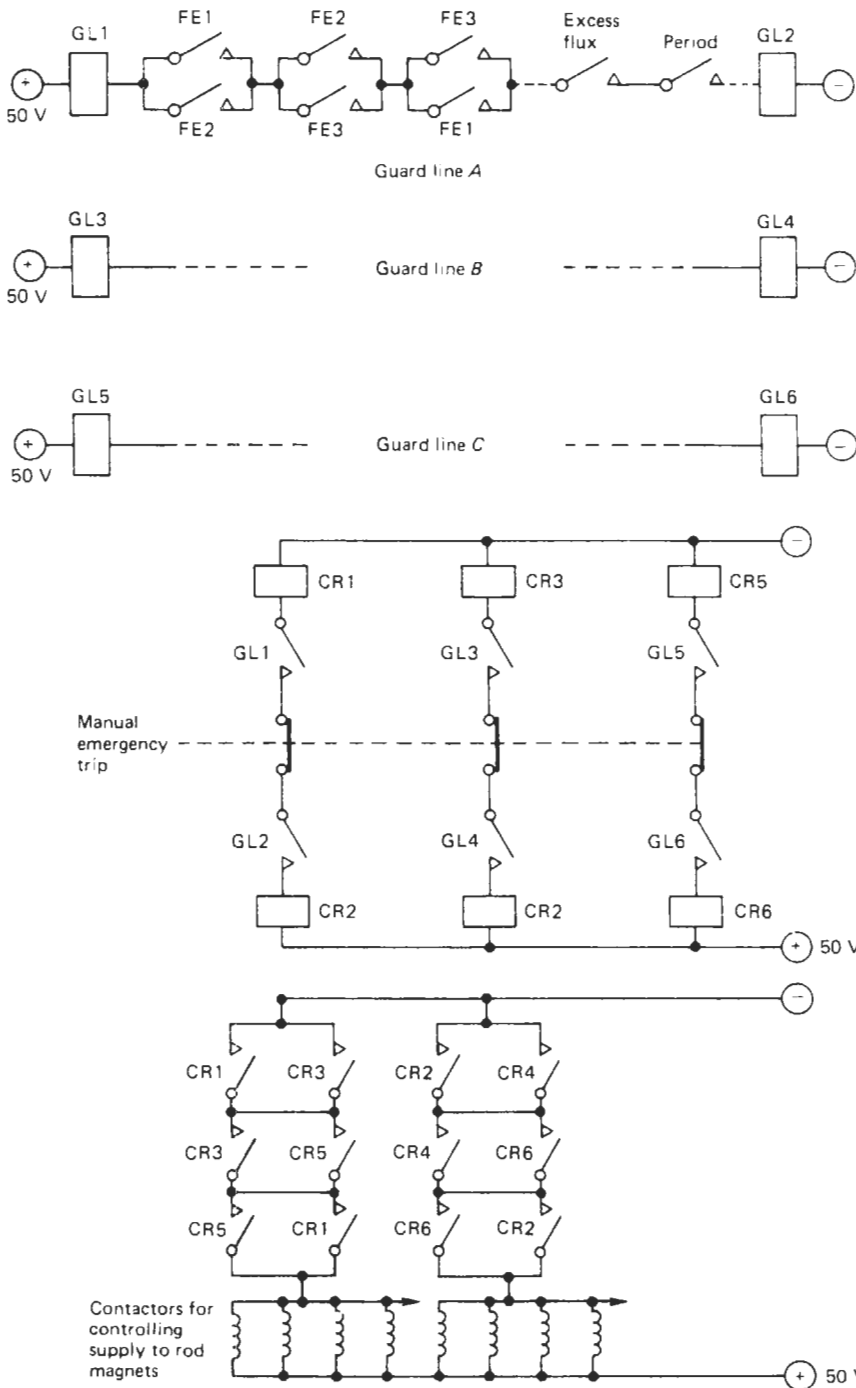 GL1
FE1
FE2
FE3
Excess
flux
Period
GL2
+
−
50 V
FE2
FE3
FE1
Guard line A
GL3
GL4
+
Guard line B
−
50 V
GL5
GL6
+
Guard line C
−
50 V
−
CR1
CR3
CR5
GL1
GL3
GL5
Manual
emergency
trip
GL2
GL4
GL6
CR2
CR2
CR6
+ 50 V
−
CR1
CR3
CR2
CR4
CR3
CR5
CR4
CR6
CR5
CR1
CR6
CR2
Contactors for
controlling
supply to rod
magnets
+ 50 V